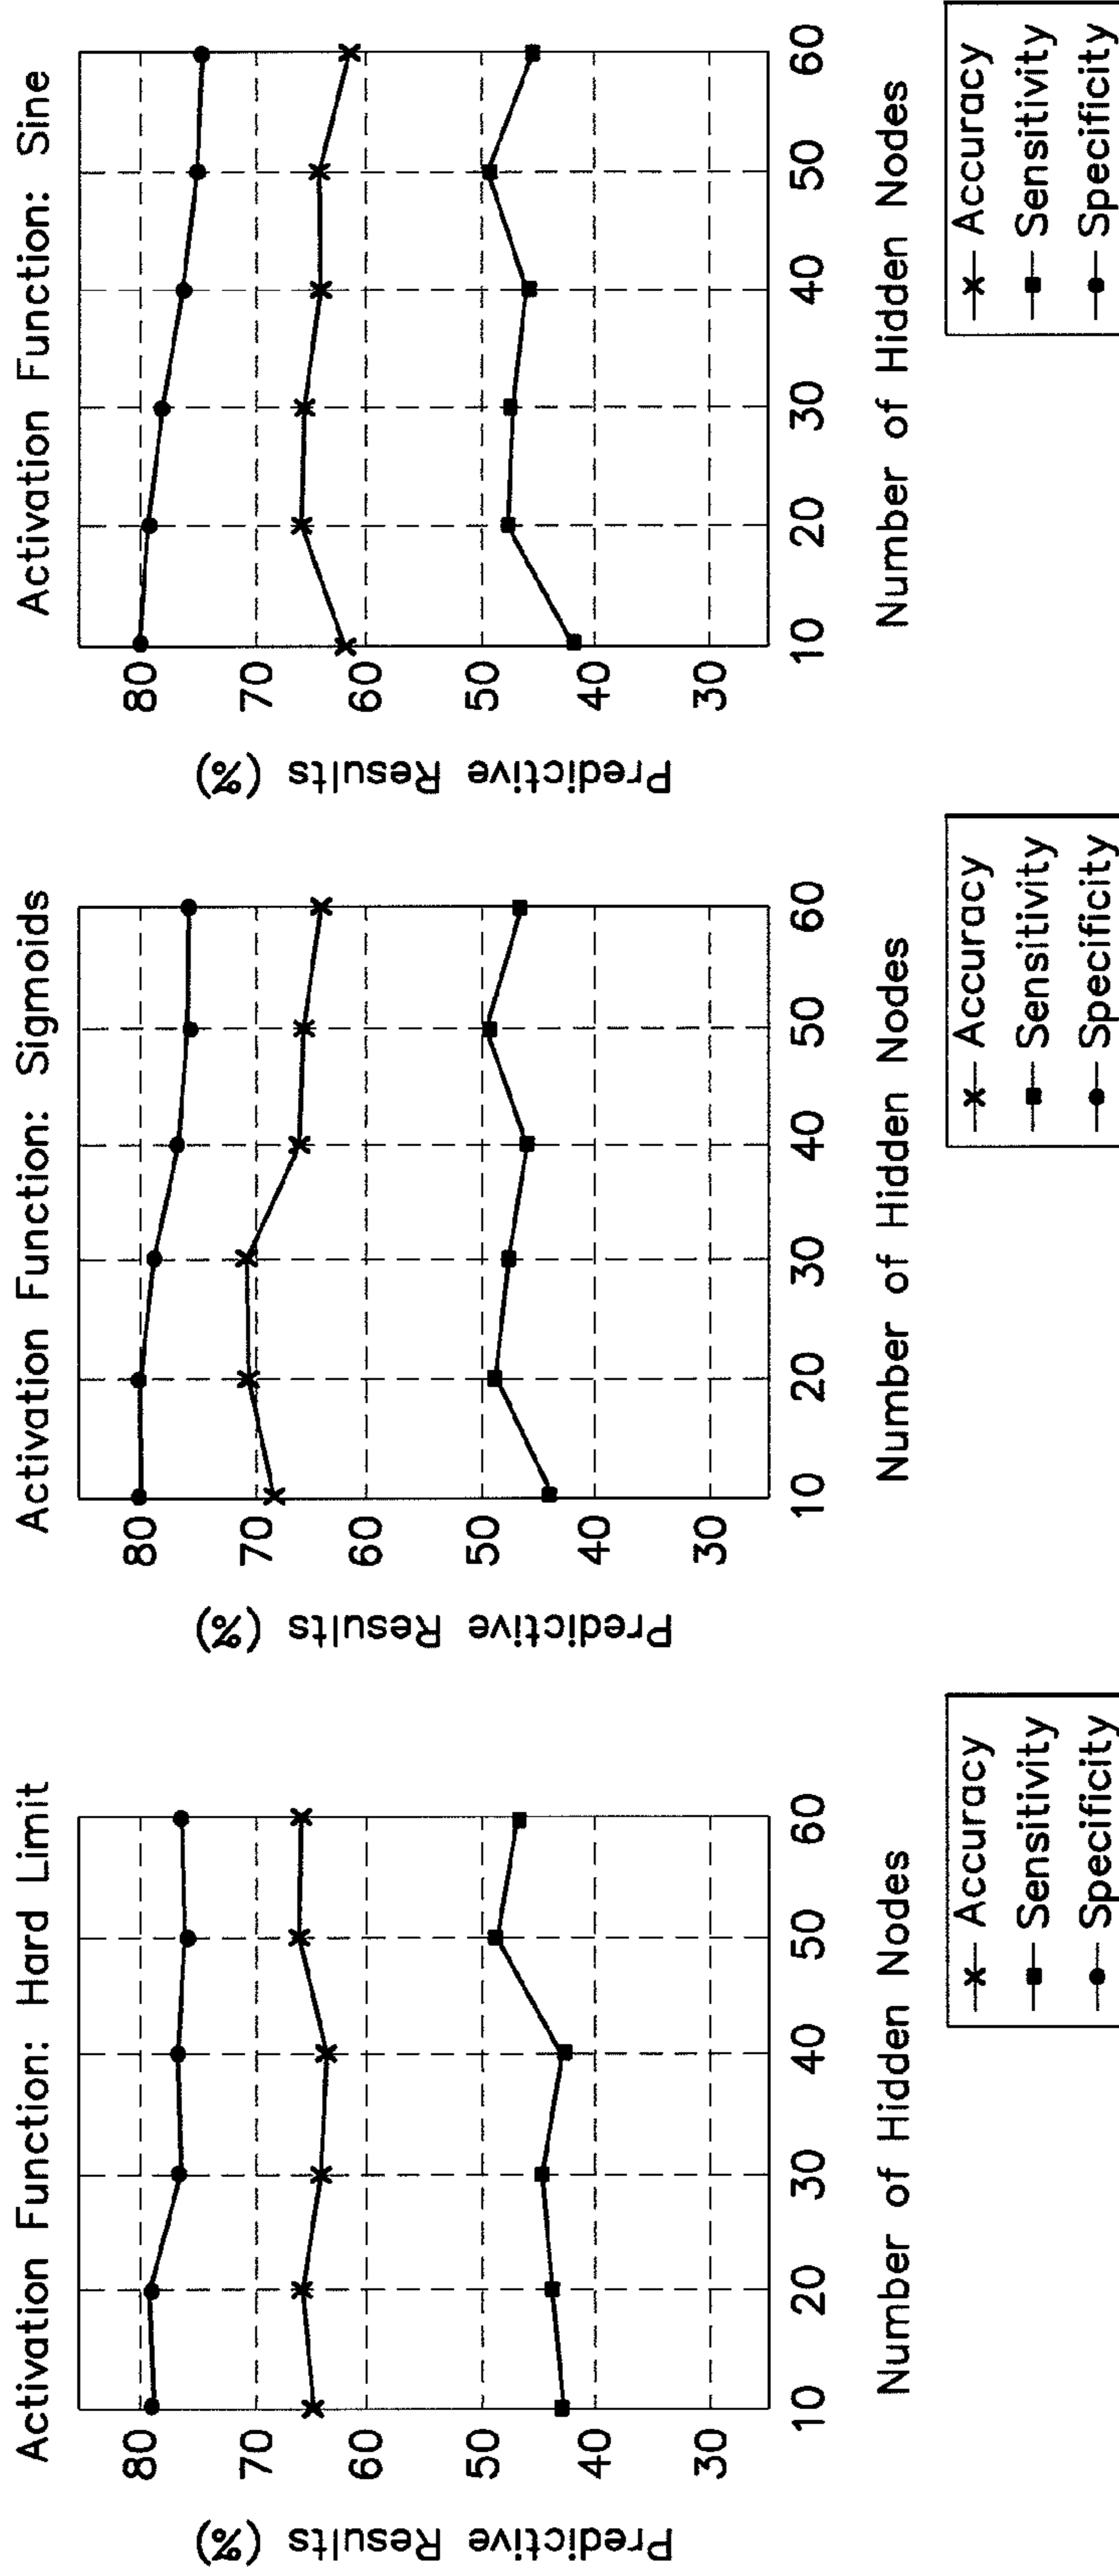 Activation Function: Hard Limit
Predictive Results (%)
80
70
60
50
40
30
10 20 30 40 50 60
Number of Hidden Nodes
Accuracy
Sensitivity
Specificity
Activation Function: Sigmoids
Predictive Results (%)
80
70
60
50
40
30
10 20 30 40 50 60
Number of Hidden Nodes
Accuracy
Sensitivity
Specificity
Activation Function: Sine
Predictive Results (%)
80
70
60
50
40
30
10 20 30 40 50 60
Number of Hidden Nodes
Accuracy
Sensitivity
Specificity